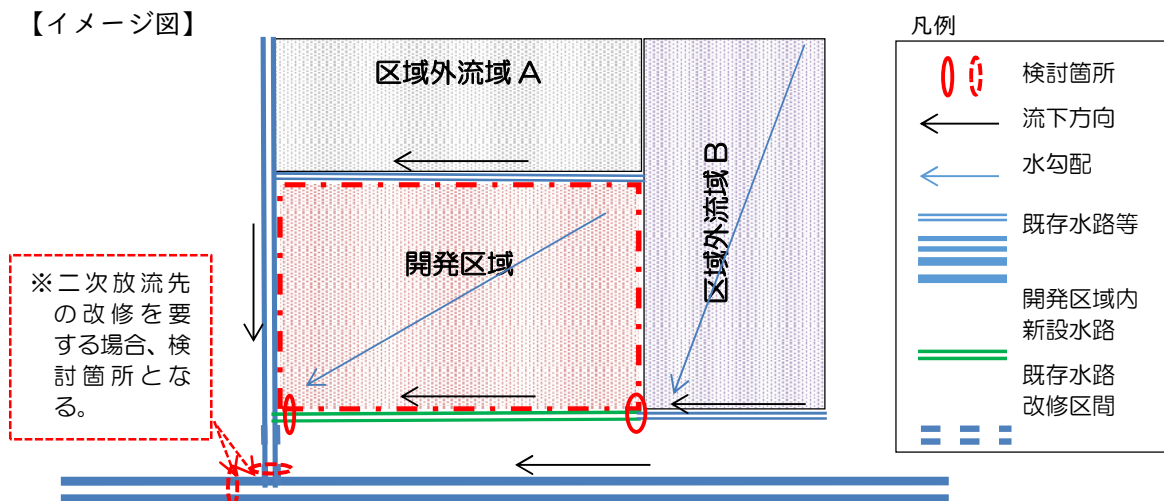 【イメージ図】
区域外流域 A
区域外流域 B
開発区域
※二次放流先
の改修を要
する場合、検
討箇所とな
る。
凡例
検討箇所
流下方向
水勾配
既存水路等
開発区域内
新設水路
既存水路
改修区間